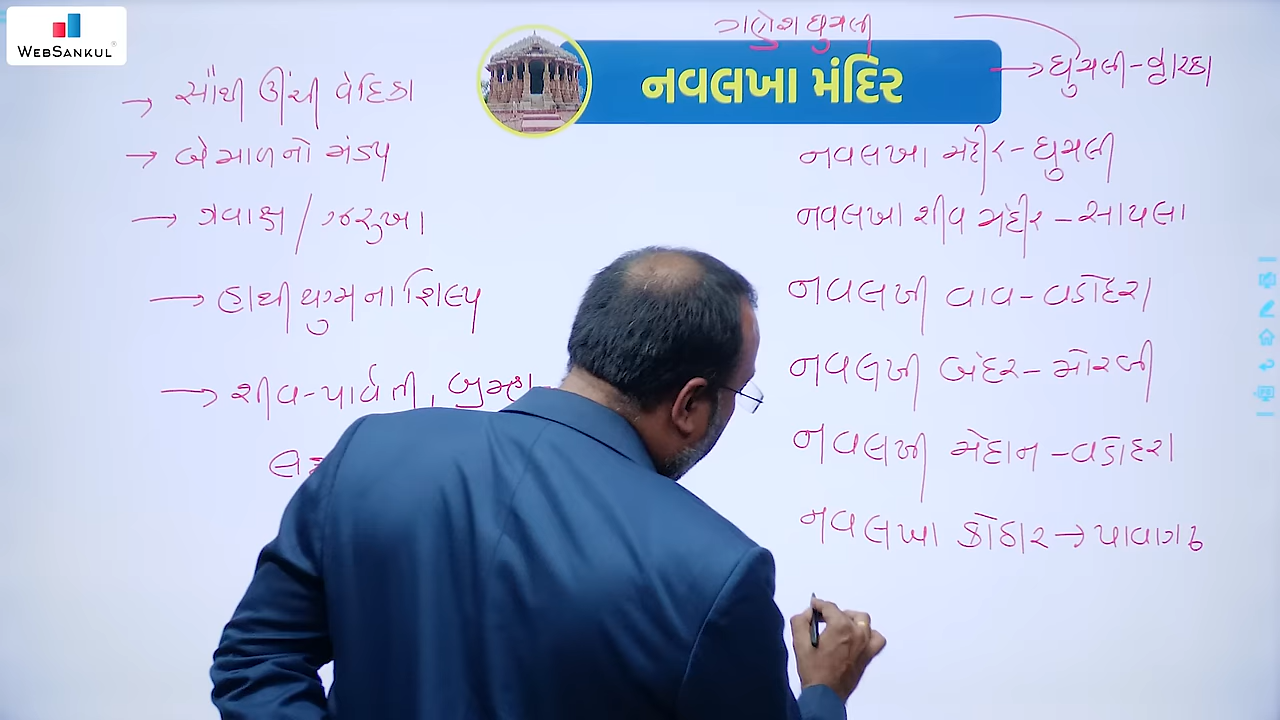 WEBSANKUL
ગણેશ ઘુમલી
નવલખા મંદિર
→ ઘુમલી-દ્વારકા
→ સૌથી ઊંચી વેદિકા
→ બે માળનો મંડપ
→ ગવાક્ષ / ઝરુખા
→ હાથીયુગ્મના શિલ્પ
→ શીવ-પાર્વતી, બ્રહ્મા
નવલખા મંદીર-ઘુમલી
નવલખા શીવ મંદીર-સાયલા
નવલખી વાવ-વડોદરા
નવલખી બંદર-મોરબી
નવલખી મેદાન-વડોદરા
નવલખા કોઠાર → પાવાગઢ